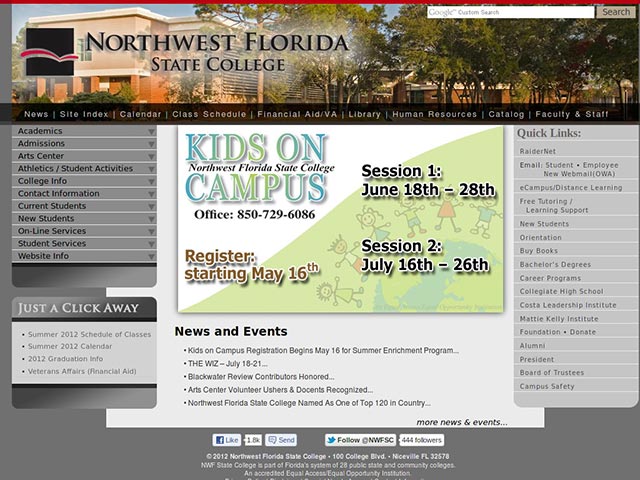 Google™ Custom Search
Search
NORTHWEST FLORIDA
STATE COLLEGE
News | Site Index | Calendar | Class Schedule | Financial Aid/VA | Library | Human Resources | Catalog | Faculty & Staff
Academics
Admissions
Arts Center
Athletics / Student Activities
College Info
Contact Information
Current Students
New Students
On-Line Services
Student Services
Website Info
JUST A CLICK AWAY
• Summer 2012 Schedule of Classes
• Summer 2012 Calendar
• 2012 Graduation Info
• Veterans Affairs (Fnancial Aid)
KIDS ON
Northwest Florida State College
CAMPUS
Office: 850-729-6086
Register:
starting May 16th
Session 1:
June 18th – 28th
Session 2:
July 16th – 26th
News and Events
• Kids on Campus Registration Begins May 16 for Summer Enrichment Program...
• THE WIZ – July 18-21...
• Blackwater Review Contributors Honored...
• Arts Center Volunteer Ushers & Docents Recognized...
• Northwest Florida State College Named As One of Top 120 in Country...
more news & events...
Quick Links:
RaiderNet
Email: Student • Employee
New Webmail(OWA)
eCampus/Distance Learning
Free Tutoring /
Learning Support
New Students
Orientation
Buy Books
Bachelor's Degrees
Career Programs
Collegiate High School
Costa Leadership Institute
Mattie Kelly Institute
Foundation • Donate
Alumni
President
Board of Trustees
Campus Safety
Like 1.8k Send Follow @NWFSC 444 followers
© 2012 Northwest Florida State College • 100 College Blvd. • Niceville FL 32578
NWF State College is part of Florida's system of 28 public state and community colleges.
An accredited Equal Access/Equal Opportunity Institution.